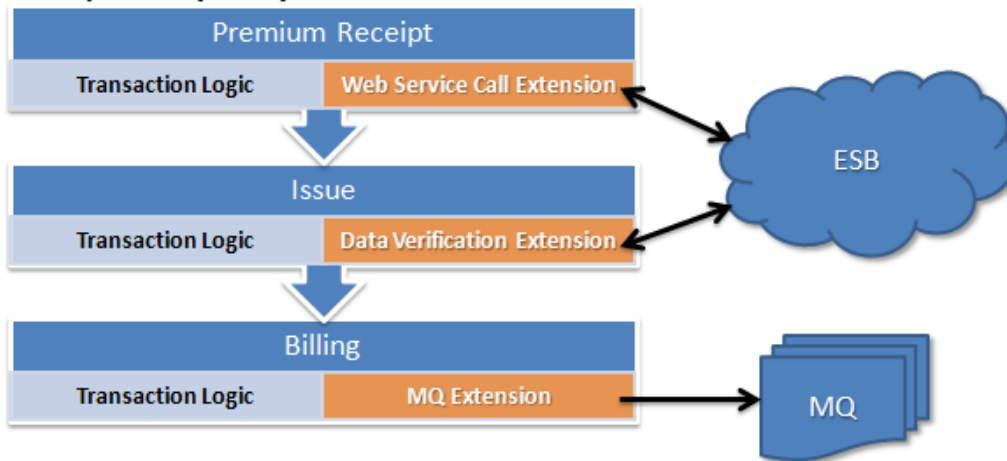 Premium Receipt
Transaction Logic
Web Service Call Extension
ESB
Issue
Transaction Logic
Data Verification Extension
Billing
Transaction Logic
MQ Extension
MQ